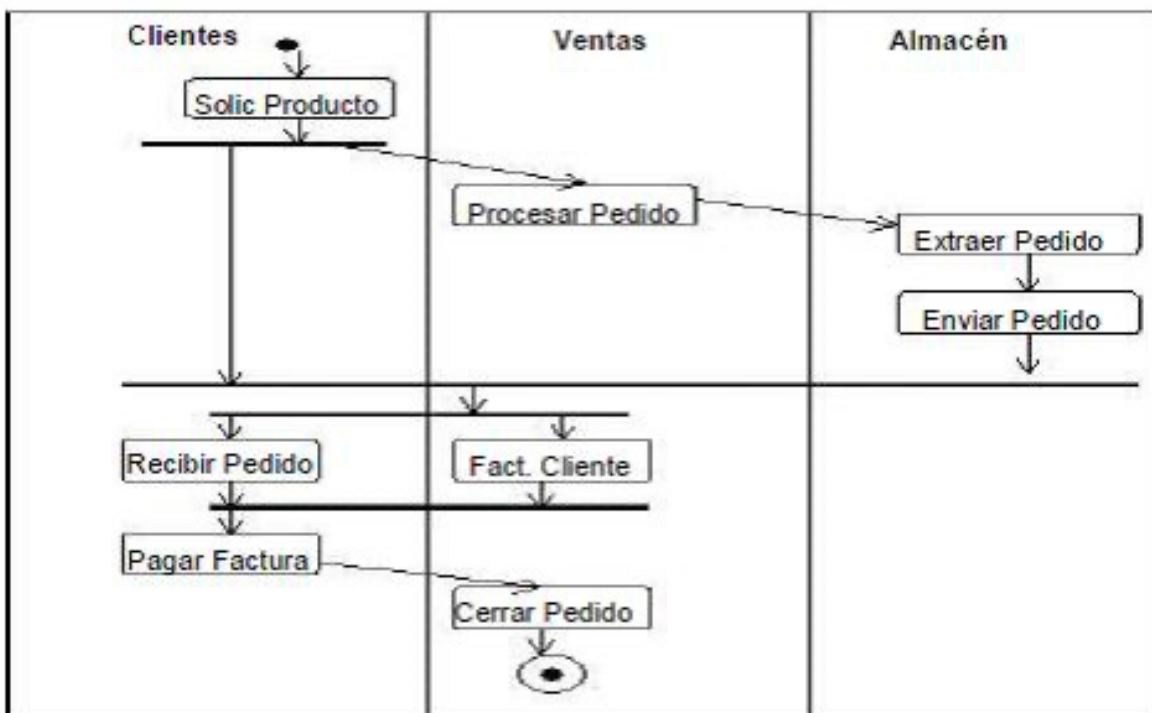 Clientes
Ventas
Almacén
Solic Producto
Procesar Pedido
Extraer Pedido
Enviar Pedido
Recibir Pedido
Fact. Cliente
Pagar Factura
Cerrar Pedido